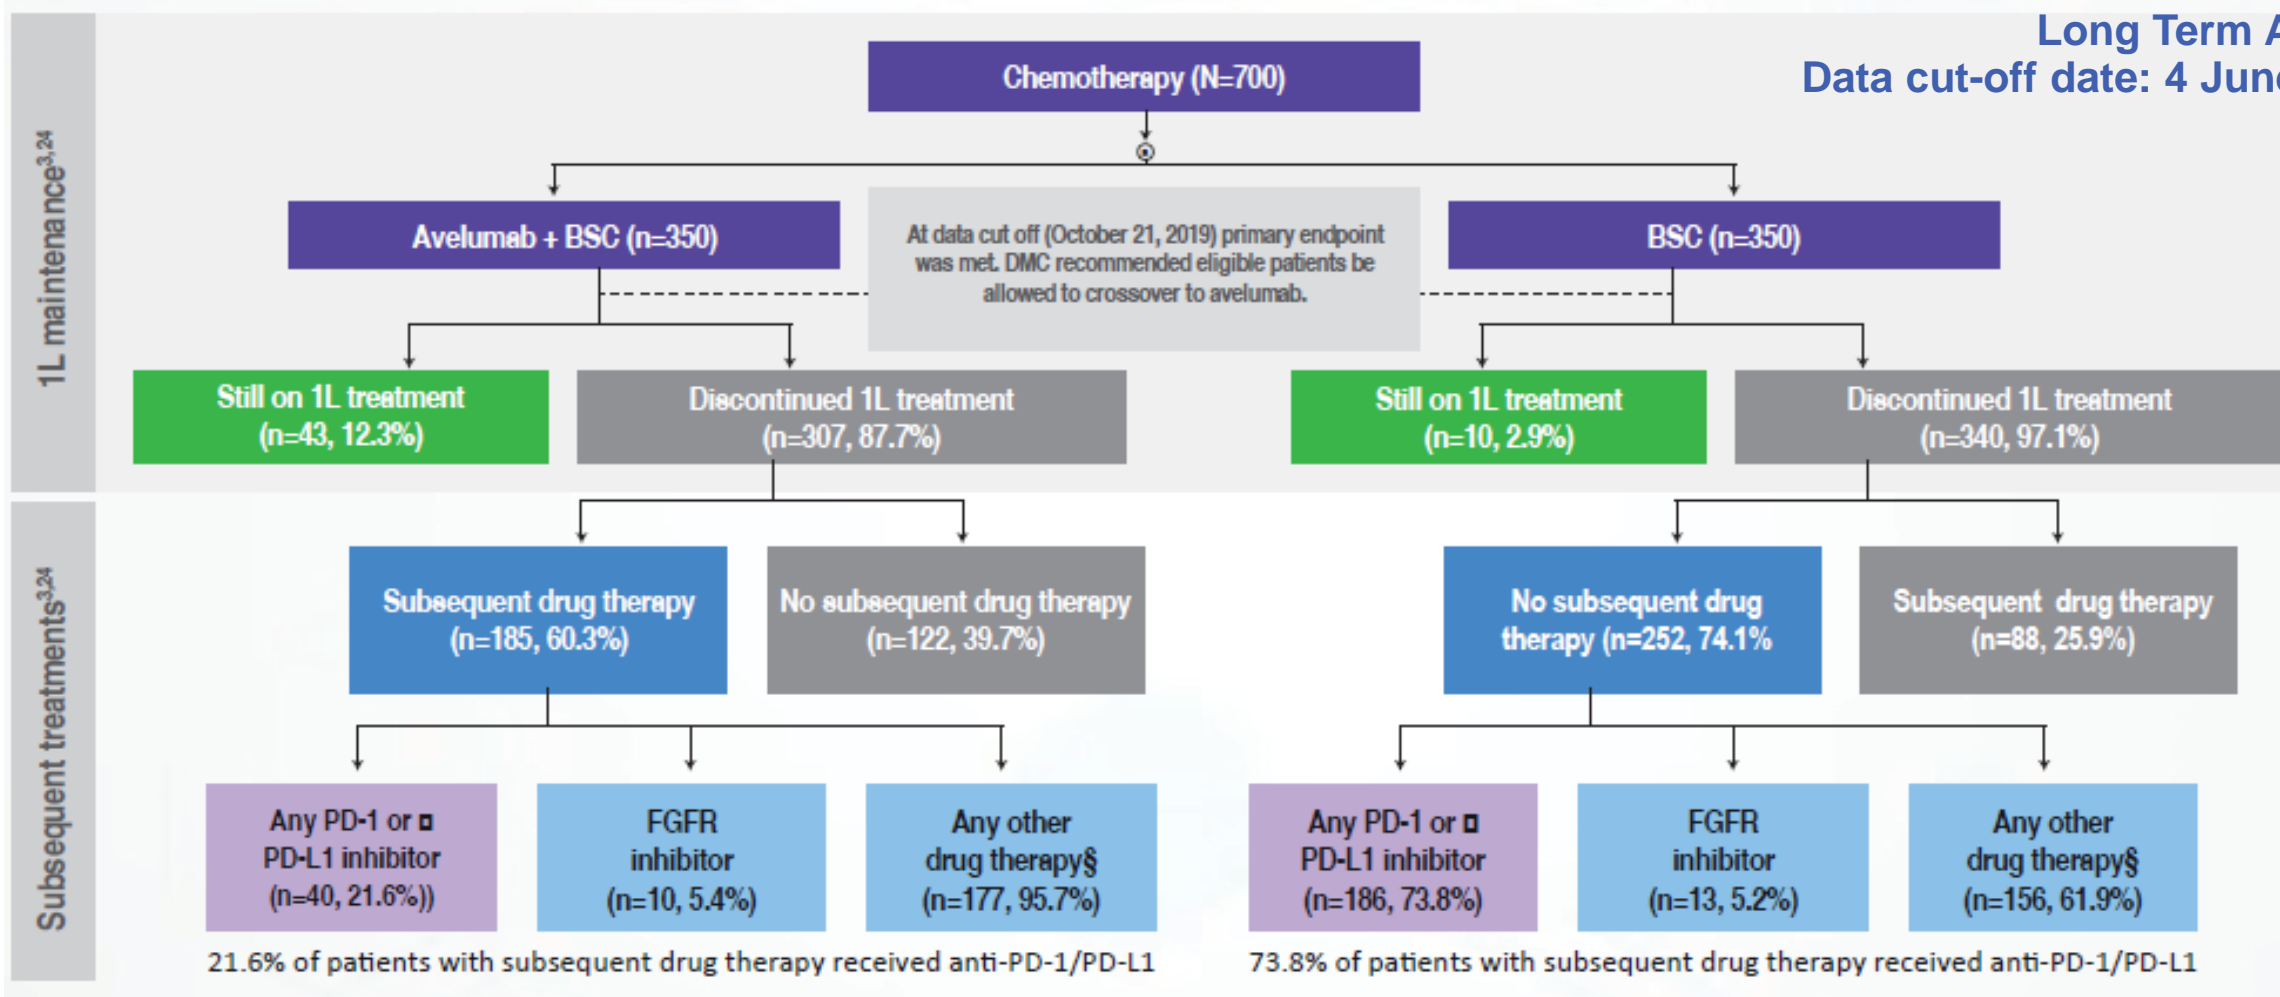 Long Term
Data cut-off date: 4
Chemotherapy (N=700)
1L maintenance3,24
Avelumab + BSC (n=350)
At data cut off (October 21, 2019) primary endpoint
was met. DMC recommended eligible patients be
allowed to crossover to avelumab.
BSC (n=350)
Still on 1L treatment
(n=43, 12.3%)
Discontinued 1L treatment
(n=307, 87.7%)
Still on 1L treatment
(n=10, 2.9%)
Discontinued 1L treatment
(n=340, 97.1%)
Subsequent treatments3,24
Subsequent drug therapy
(n=185, 60.3%)
No subsequent drug therapy
(n=122, 39.7%)
No subsequent drug
therapy (n=252, 74.1%
Subsequent drug therapy
(n=88, 25.9%)
Any PD-1 or ¤
PD-L1 inhibitor
(n=40, 21.6%))
FGFR
inhibitor
(n=10, 5.4%)
Any other
drug therapy§
(n=177, 95.7%)
Any PD-1 or ¤
PD-L1 inhibitor
(n=186, 73.8%)
FGFR
inhibitor
(n=13, 5.2%)
Any other
drug therapy§
(n=156, 61.9%)
21.6% of patients with subsequent drug therapy received anti-PD-1/PD-L1
73.8% of patients with subsequent drug therapy received anti-PD-1/PD-L1